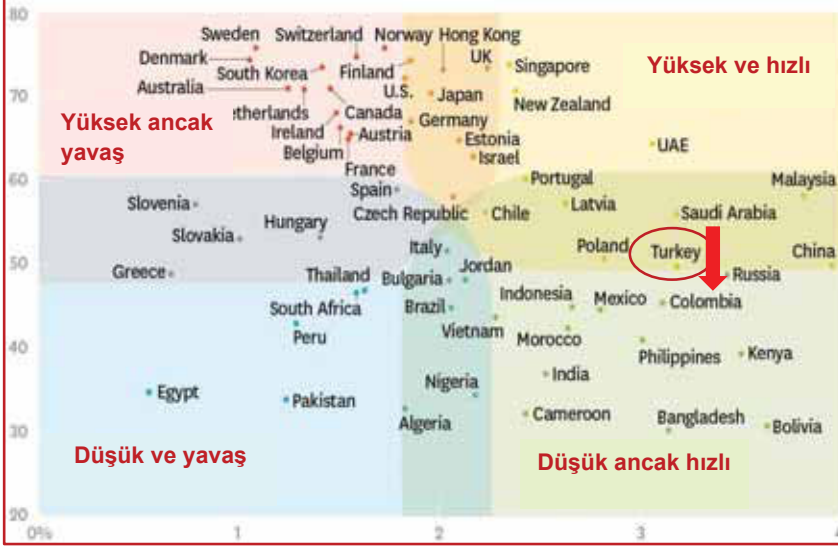 80
Sweden Switzerland Norway Hong Kong
Denmark UK
South Korea Finland Singapore Yüksek ve hızlı
Australia U.S. Japan
70
etherlands Canada New Zealand
Yüksek ancak Ireland Austria Germany
yavaş Belgium Estonia UAE
Israel
France
60
Spain Portugal Malaysia
Slovenia Czech Republic Chile Latvia Saudi Arabia
Hungary
Slovakia Italy Poland Turkey China
50
Greece Thailand Bulgaria Jordan Russia
South Africa Brazil Indonesia Mexico Colombia
Peru Vietnam Morocco
40
Philippines Kenya
Egypt Pakistan Nigeria India
Algeria Cameroon Bangladesh Bolivia
30
Düşük ve yavaş Düşük ancak hızlı
20
0% 1 2 3